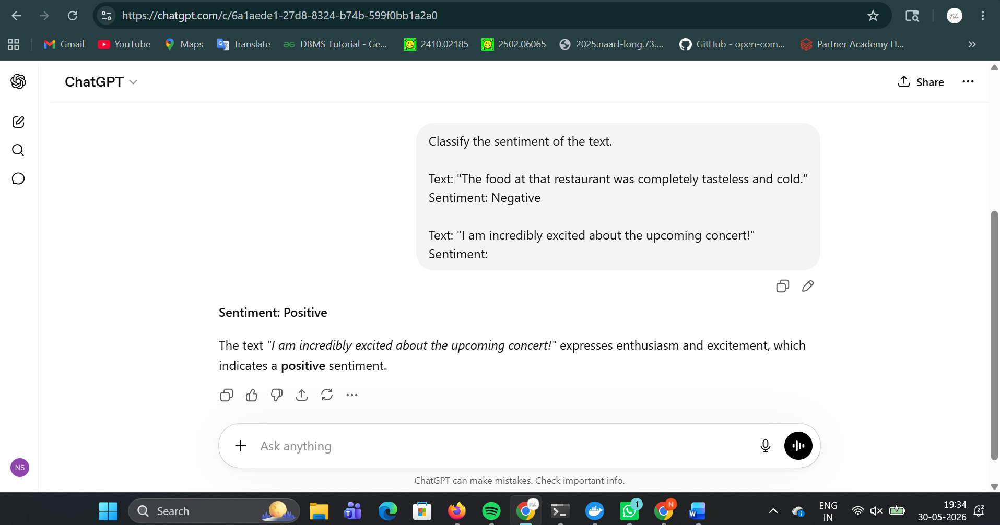 https://chatgpt.com/c/6a1aede1-27d8-8324-b74b-599f0bb1a2a0
Gmail YouTube Maps Translate DBMS Tutorial - Ge... 2410.02185 2502.06065 2025.naacl-long.73.... GitHub - open-com... Partner Academy H...
ChatGPT
Share
Classify the sentiment of the text.
Text: "The food at that restaurant was completely tasteless and cold."
Sentiment: Negative
Text: "I am incredibly excited about the upcoming concert!"
Sentiment:
Sentiment: Positive
The text "I am incredibly excited about the upcoming concert!" expresses enthusiasm and excitement, which
indicates a positive sentiment.
Ask anything
NS
ChatGPT can make mistakes. Check important info.
Search
1
N
ENG
IN
19:34
30-05-2026